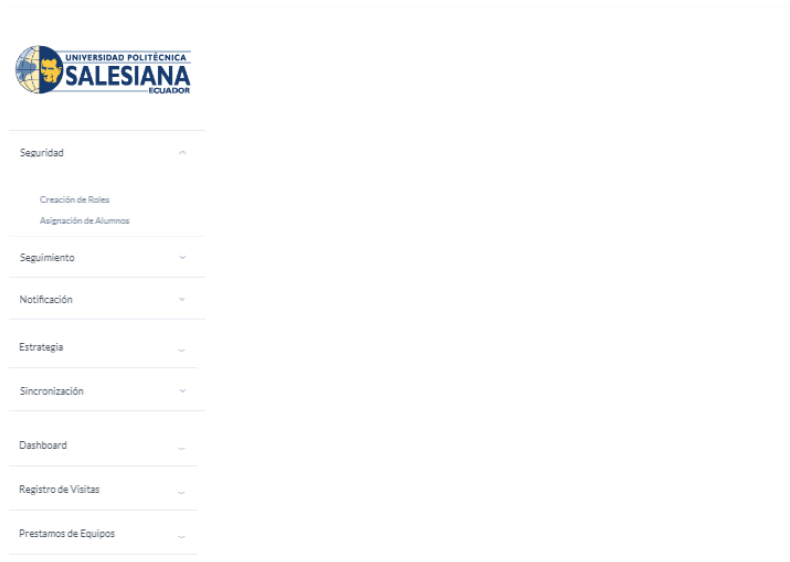 UNIVERSIDAD POLITÉCNICA
SALESIANA
ECUADOR
Seguridad
Creación de Roles
Asignación de Alumnos
Seguimiento
Notificación
Estrategia
Sincronización
Dashboard
Registro de Visitas
Prestamos de Equipos